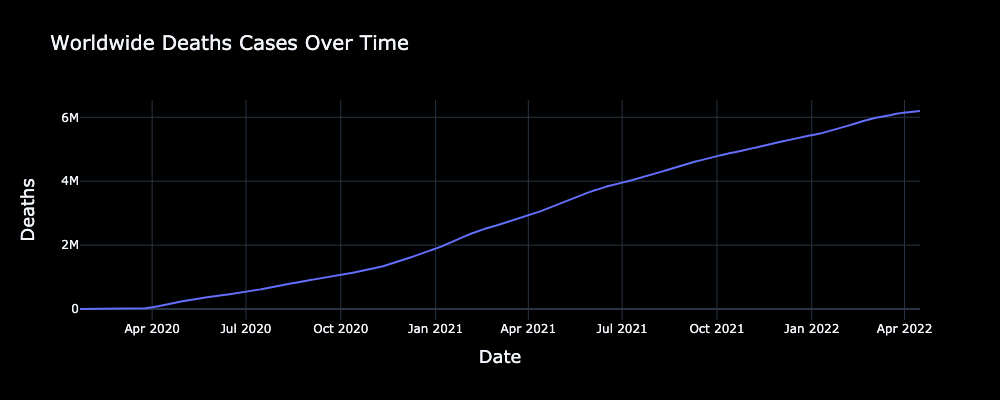 Worldwide Deaths Cases Over Time
Deaths
6M
4M
2M
0
Apr 2020 Jul 2020 Oct 2020 Jan 2021 Apr 2021 Jul 2021 Oct 2021 Jan 2022 Apr 2022
Date